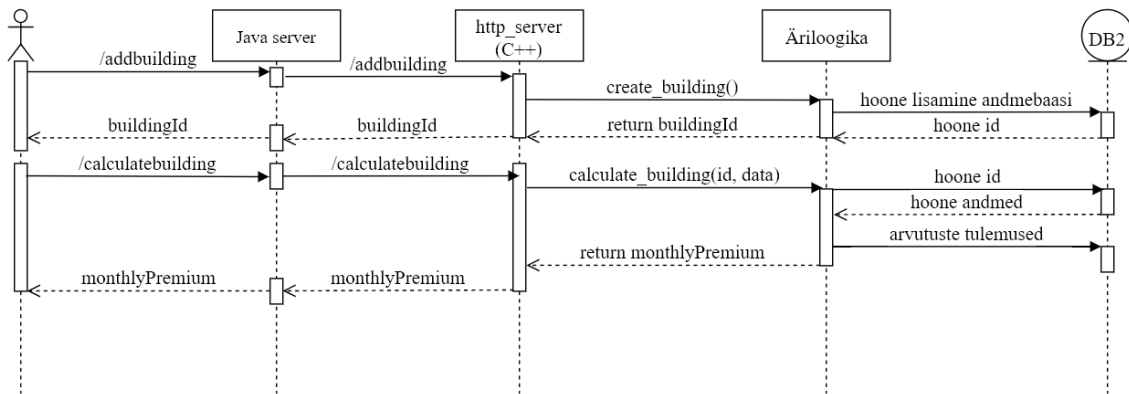 Java server
http_server
(C++)
Äriloogika
DB2
/addbuilding
/addbuilding
create_building()
hoone lisamine andmebaasi
buildingId
buildingId
return buildingId
hoone id
/calculatebuilding
/calculatebuilding
calculate_building(id, data)
hoone id
hoone andmed
arvutuste tulemused
return monthlyPremium
monthlyPremium
monthlyPremium